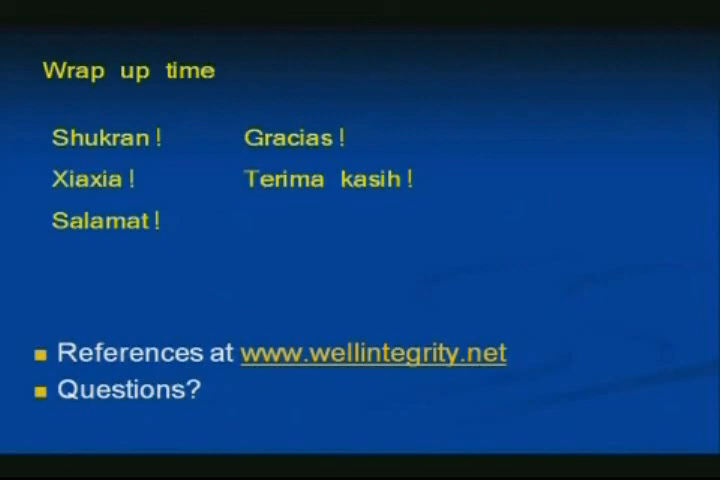 Wrap up time
Shukran! Gracias!
Xiaxia! Terima kasih!
Salamat!
References at www.wellintegrity.net
Questions?